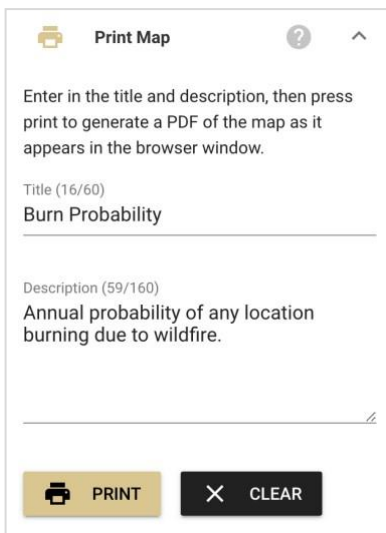 Print Map
?
Enter in the title and description, then press
print to generate a PDF of the map as it
appears in the browser window.
Title (16/60)
Burn Probability
Description (59/160)
Annual probability of any location
burning due to wildfire.
PRINT
CLEAR